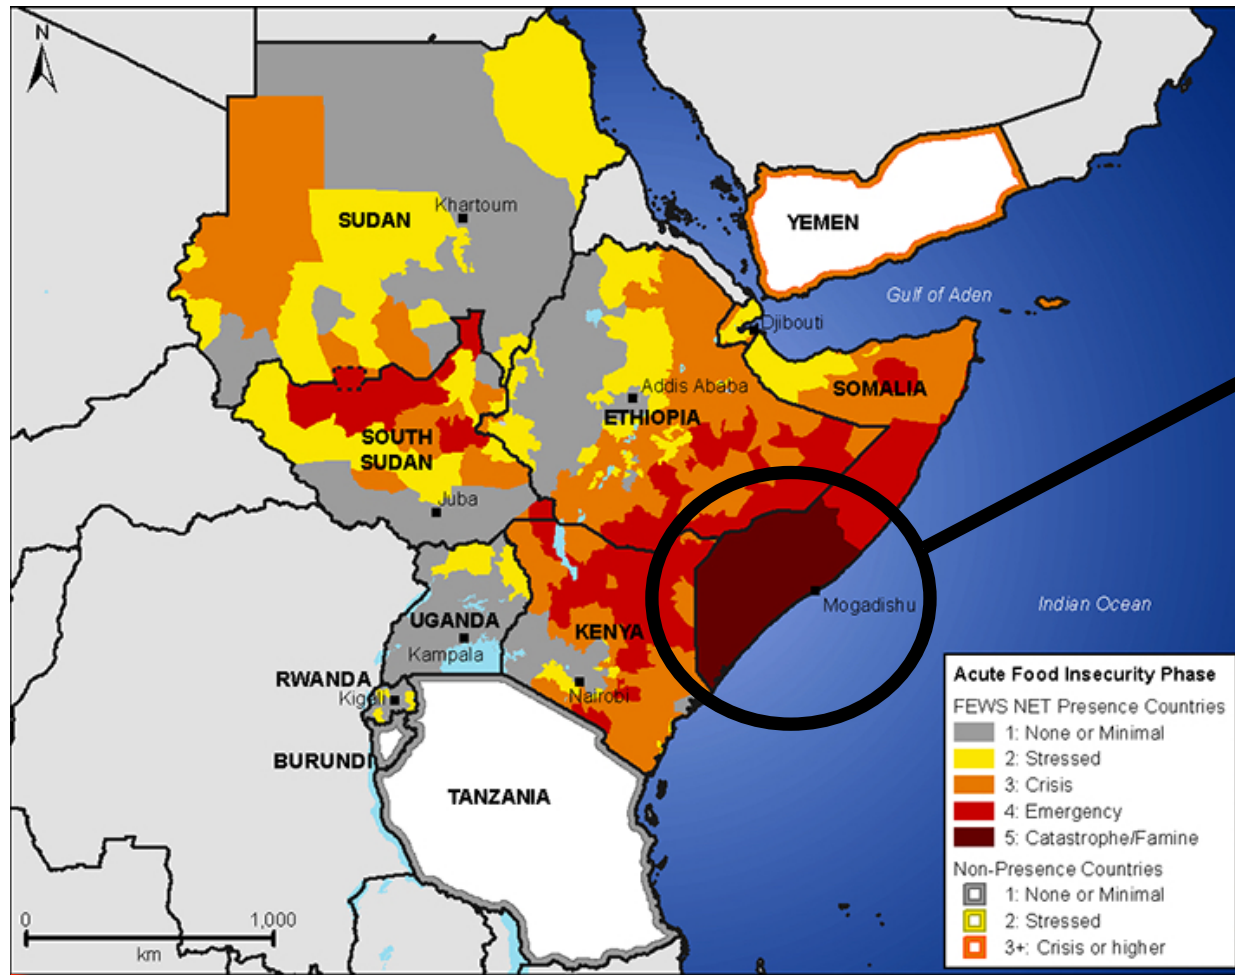 N
Khartoum
SUDAN
YEMEN
Gulf of Aden
Djibouti
Addis Ababa
ETHIOPIA
SOMALIA
SOUTH
SUDAN
Juba
Mogadishu
Indian Ocean
UGANDA
Kampala
KENYA
Nairobi
RWANDA
Kigali
BURUNDI
TANZANIA
0 1,000
km
Acute Food Insecurity Phase
FEWS NET Presence Countries
1: None or Minimal
2: Stressed
3: Crisis
4: Emergency
5: Catastrophe/Famine
Non-Presence Countries
1: None or Minimal
2: Stressed
3+: Crisis or higher